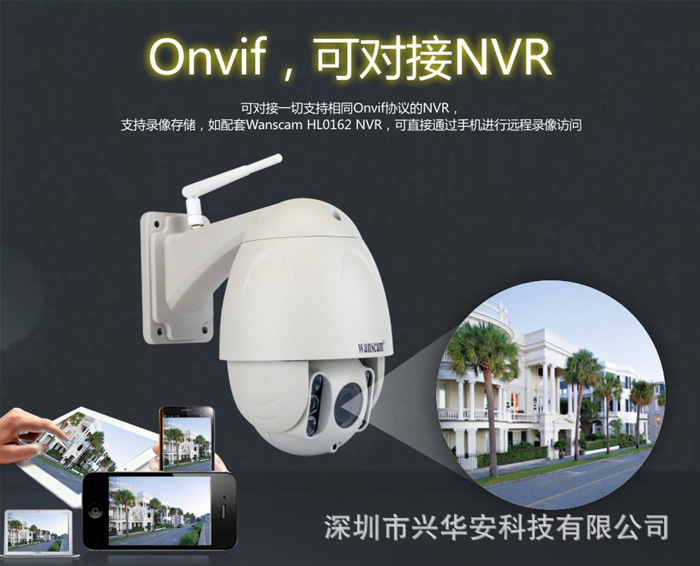 Onvif，可对接NVR
可对接一切支持相同Onvif协议的NVR，
支持录像存储，如配套Wanscam HL0162 NVR，可直接通过手机进行远程录像访问
wanscam
深圳市兴华安科技有限公司